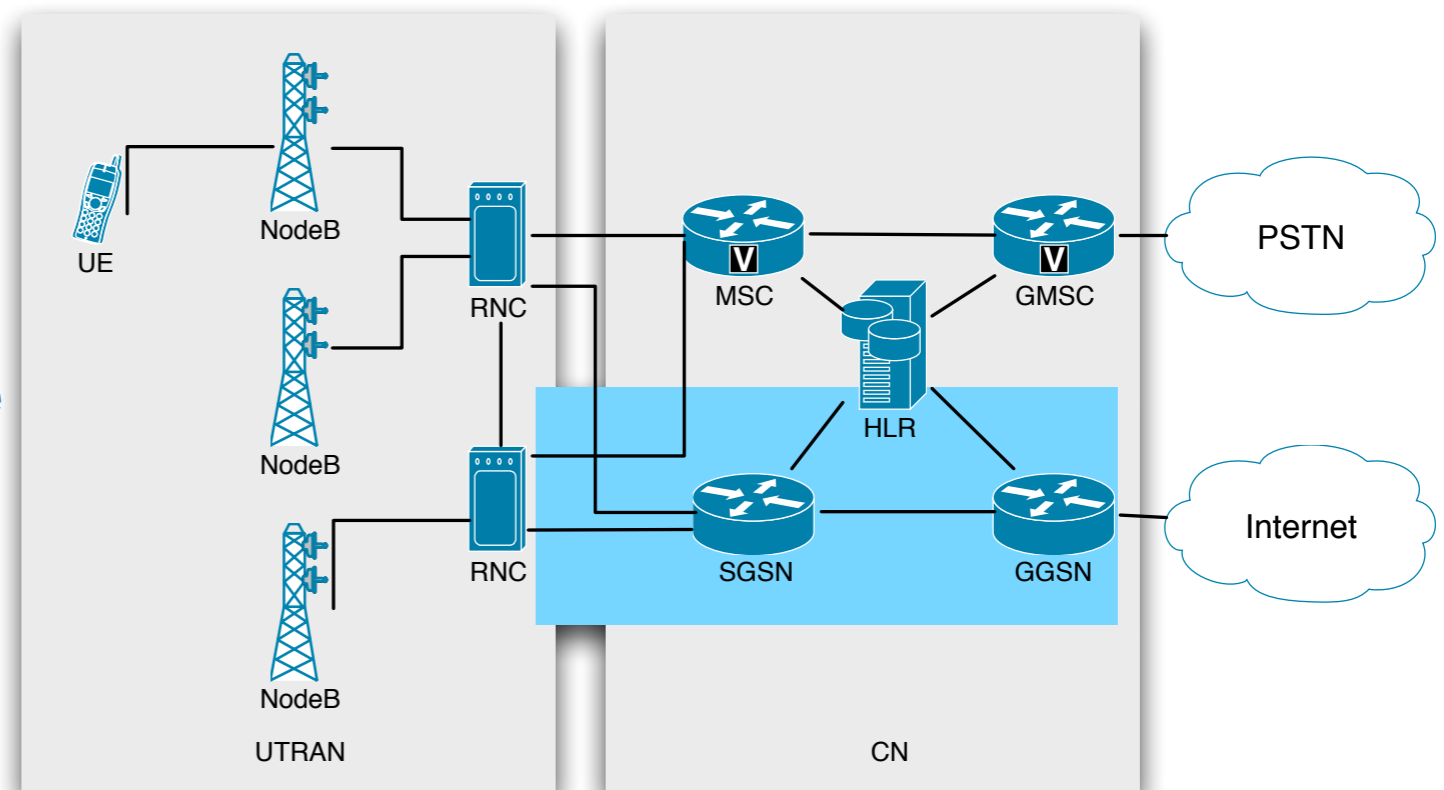 NodeB
UE
RNC
V
MSC
V
GMSC
PSTN
NodeB
HLR
RNC
SGSN
GGSN
Internet
NodeB
UTRAN
CN
e